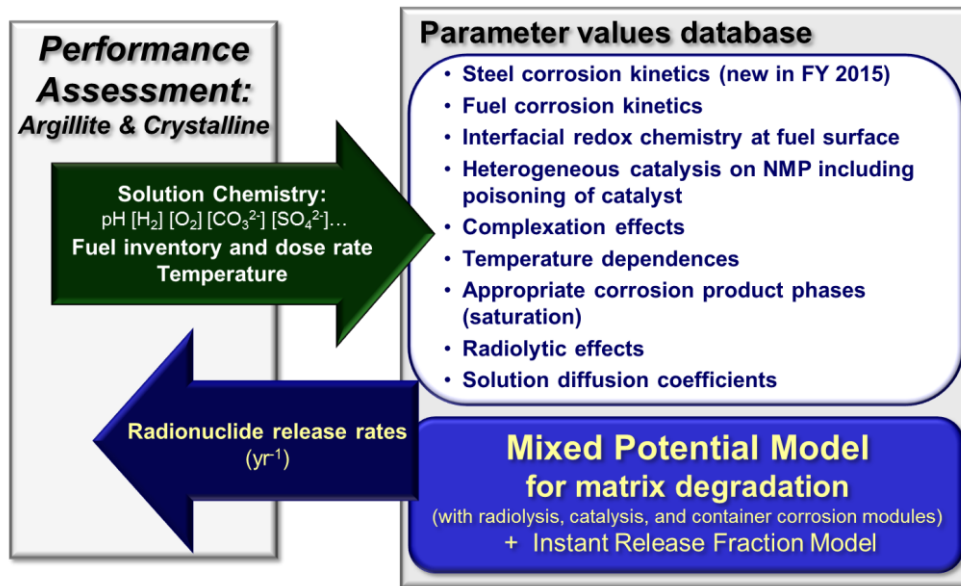 Performance
Assessment:
Argillite & Crystalline
Solution Chemistry:
pH [H₂] [O₂] [CO₃²⁻] [SO₄²⁻]...
Fuel inventory and dose rate
Temperature
Radionuclide release rates
(yr⁻¹)
Parameter values database
• Steel corrosion kinetics (new in FY 2015)
• Fuel corrosion kinetics
• Interfacial redox chemistry at fuel surface
• Heterogeneous catalysis on NMP including
poisoning of catalyst
• Complexation effects
• Temperature dependences
• Appropriate corrosion product phases
(saturation)
• Radiolytic effects
• Solution diffusion coefficients
Mixed Potential Model
for matrix degradation
(with radiolysis, catalysis, and container corrosion modules)
+ Instant Release Fraction Model